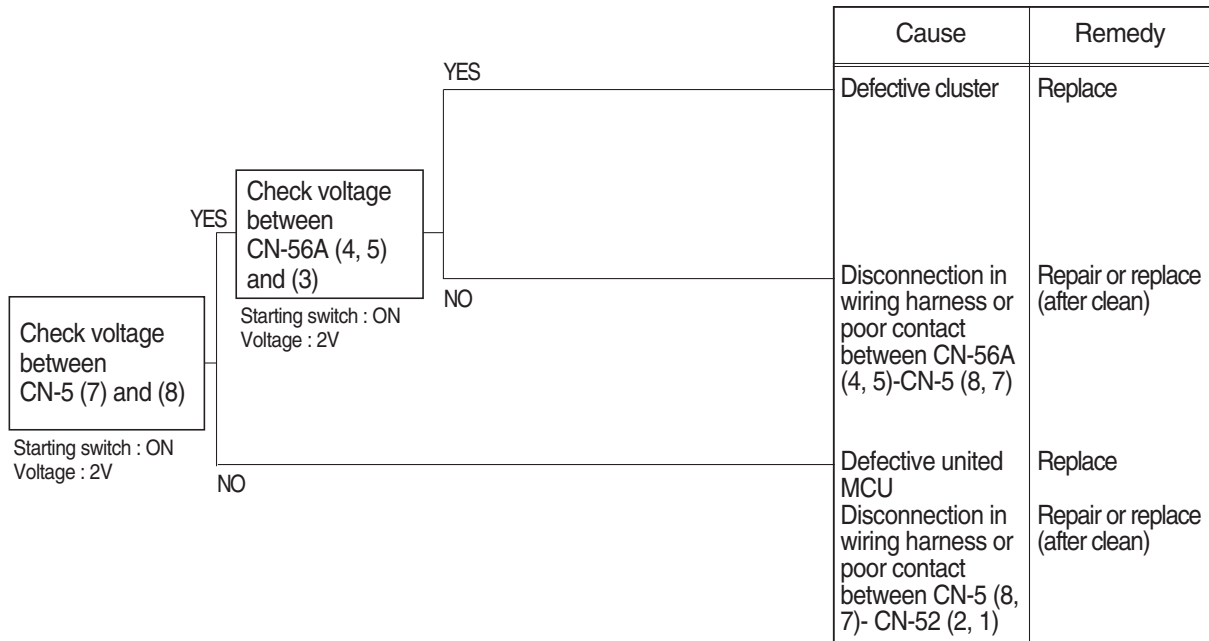 Cause
Remedy
YES
Defective cluster
Replace
Check voltage
between
CN-56A (4, 5)
and (3)
YES
Starting switch : ON
Voltage : 2V
NO
Disconnection in
wiring harness or
poor contact
between CN-56A
(4, 5)-CN-5 (8, 7)
Repair or replace
(after clean)
Check voltage
between
CN-5 (7) and (8)
Starting switch : ON
Voltage : 2V
NO
Defective united
MCU
Replace
Disconnection in
wiring harness or
poor contact
between CN-5 (8,
7)- CN-52 (2, 1)
Repair or replace
(after clean)